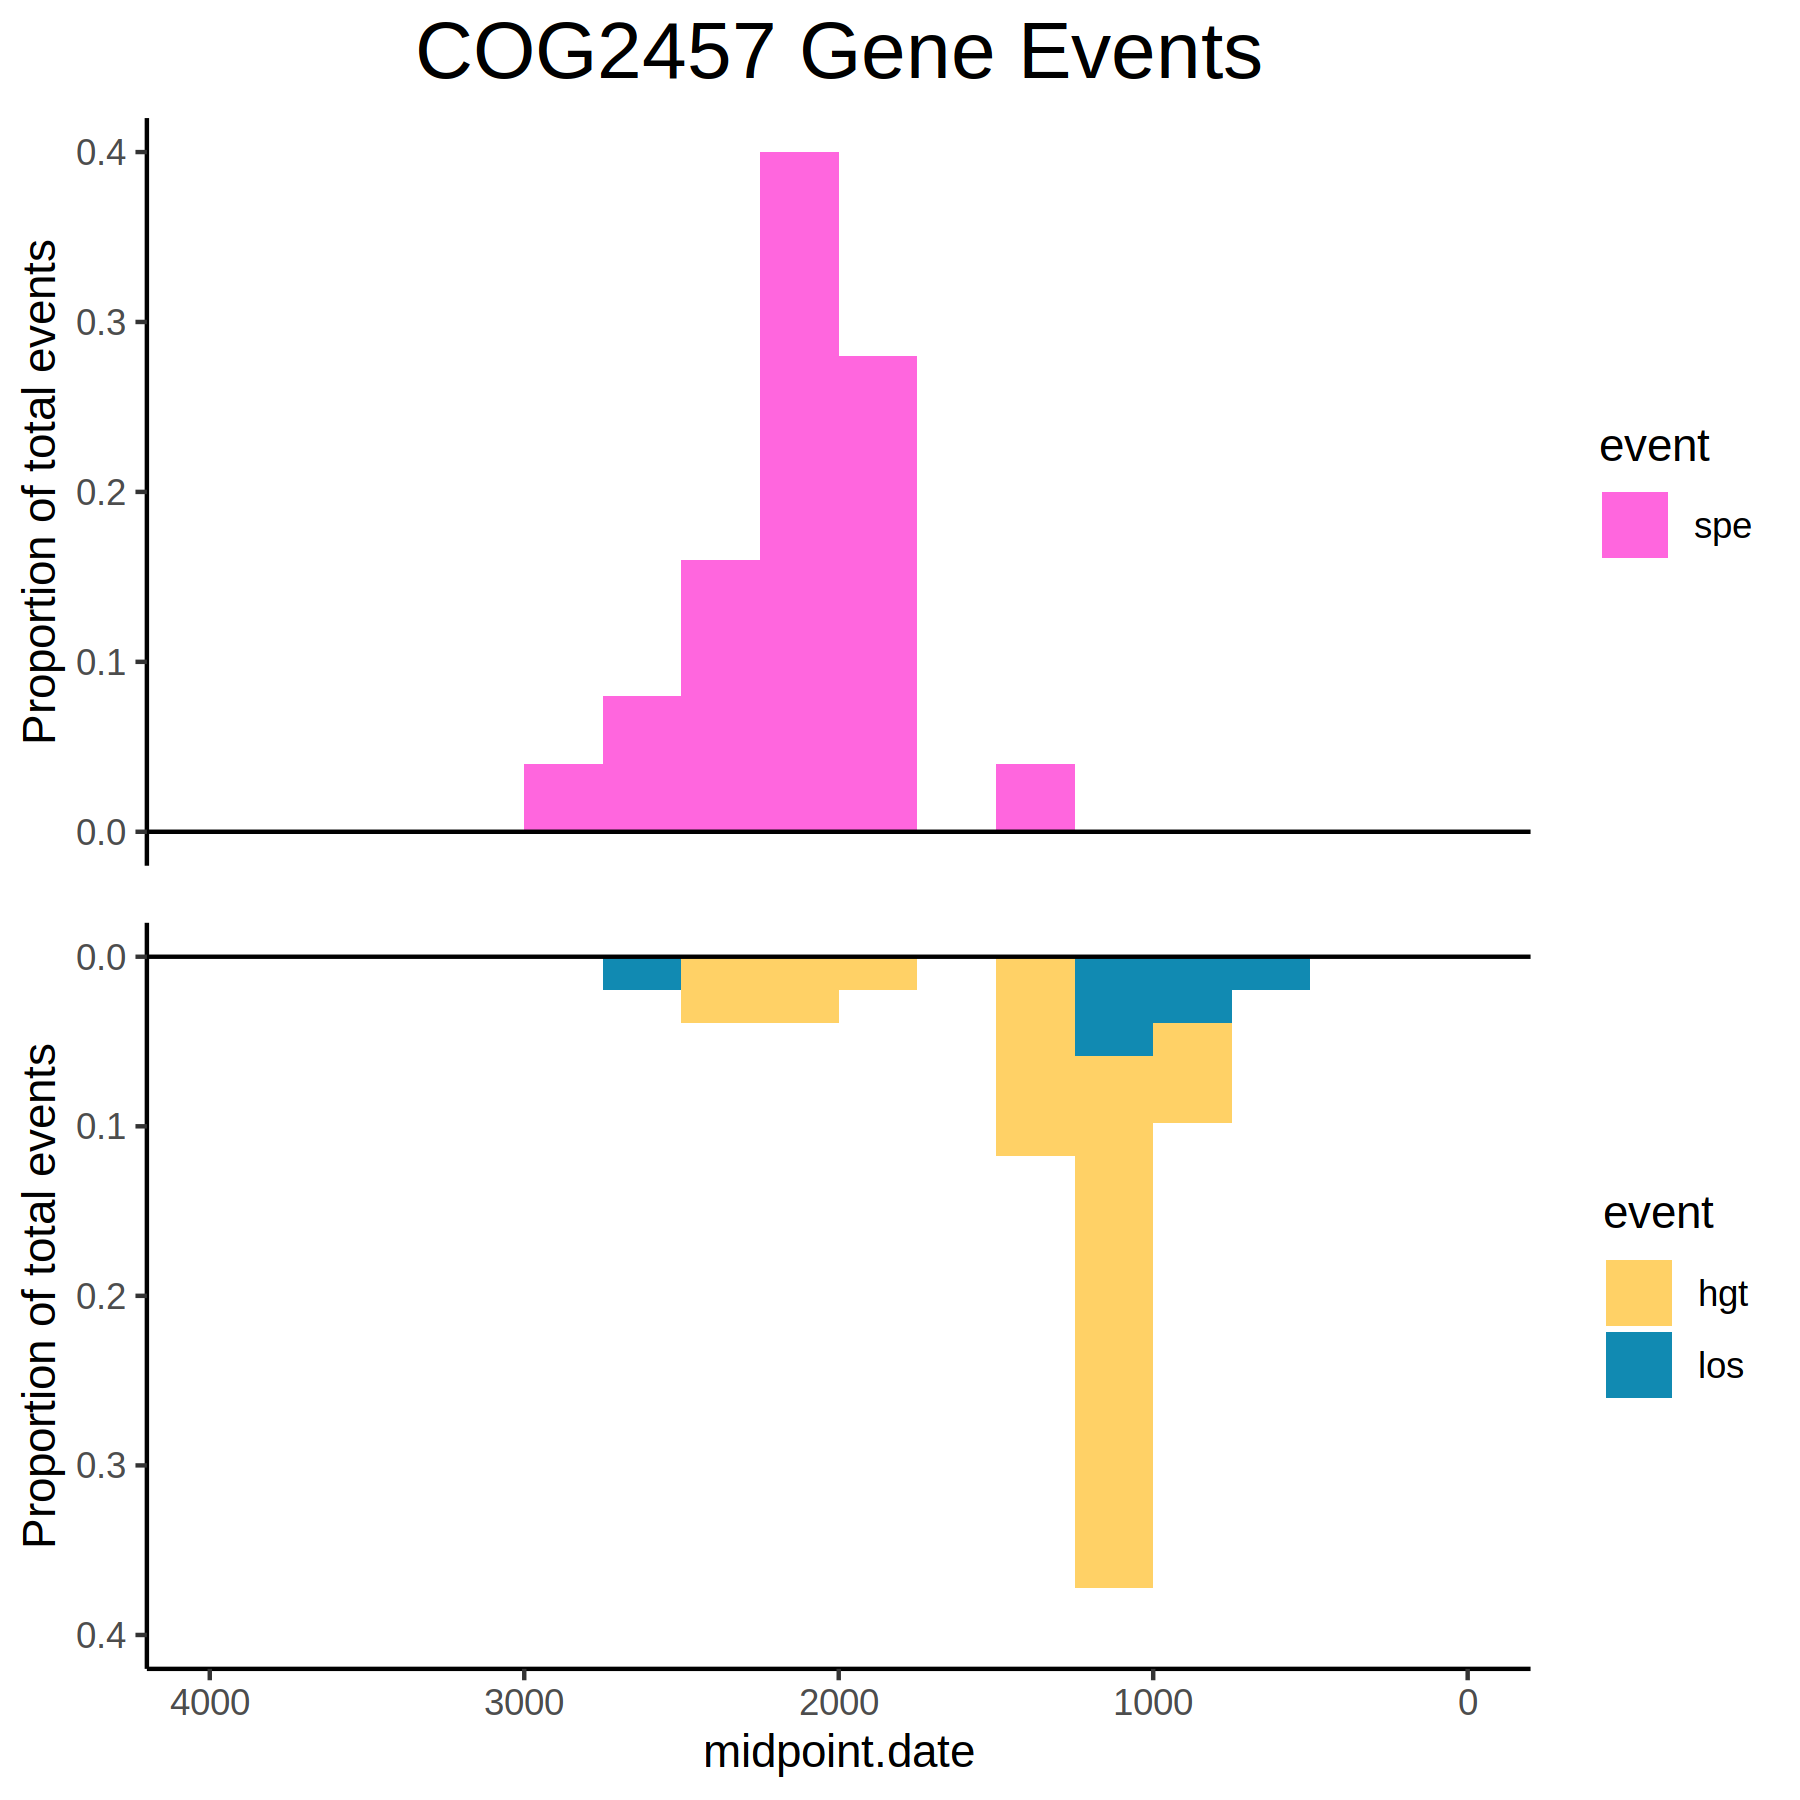 COG2457 Gene Events
Proportion of total events
0.4
0.3
0.2
0.1
0.0
event
spe
Proportion of total events
0.0
0.1
0.2
0.3
0.4
event
hgt
los
4000 3000 2000 1000 0
midpoint.date